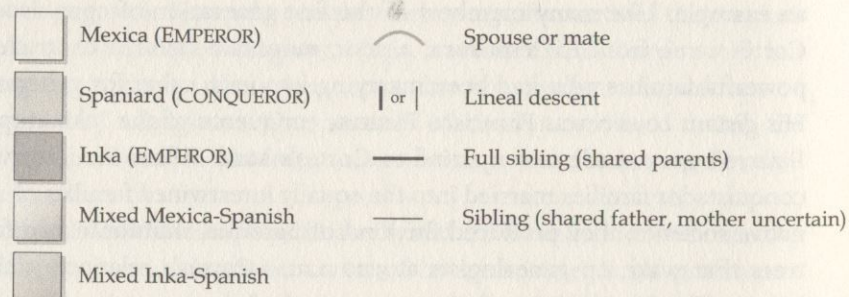 Mexica (EMPEROR)
Spouse or mate
Spaniard (CONQUEROR)
or
Lineal descent
Inka (EMPEROR)
Full sibling (shared parents)
Mixed Mexica-Spanish
Sibling (shared father, mother uncertain)
Mixed Inka-Spanish